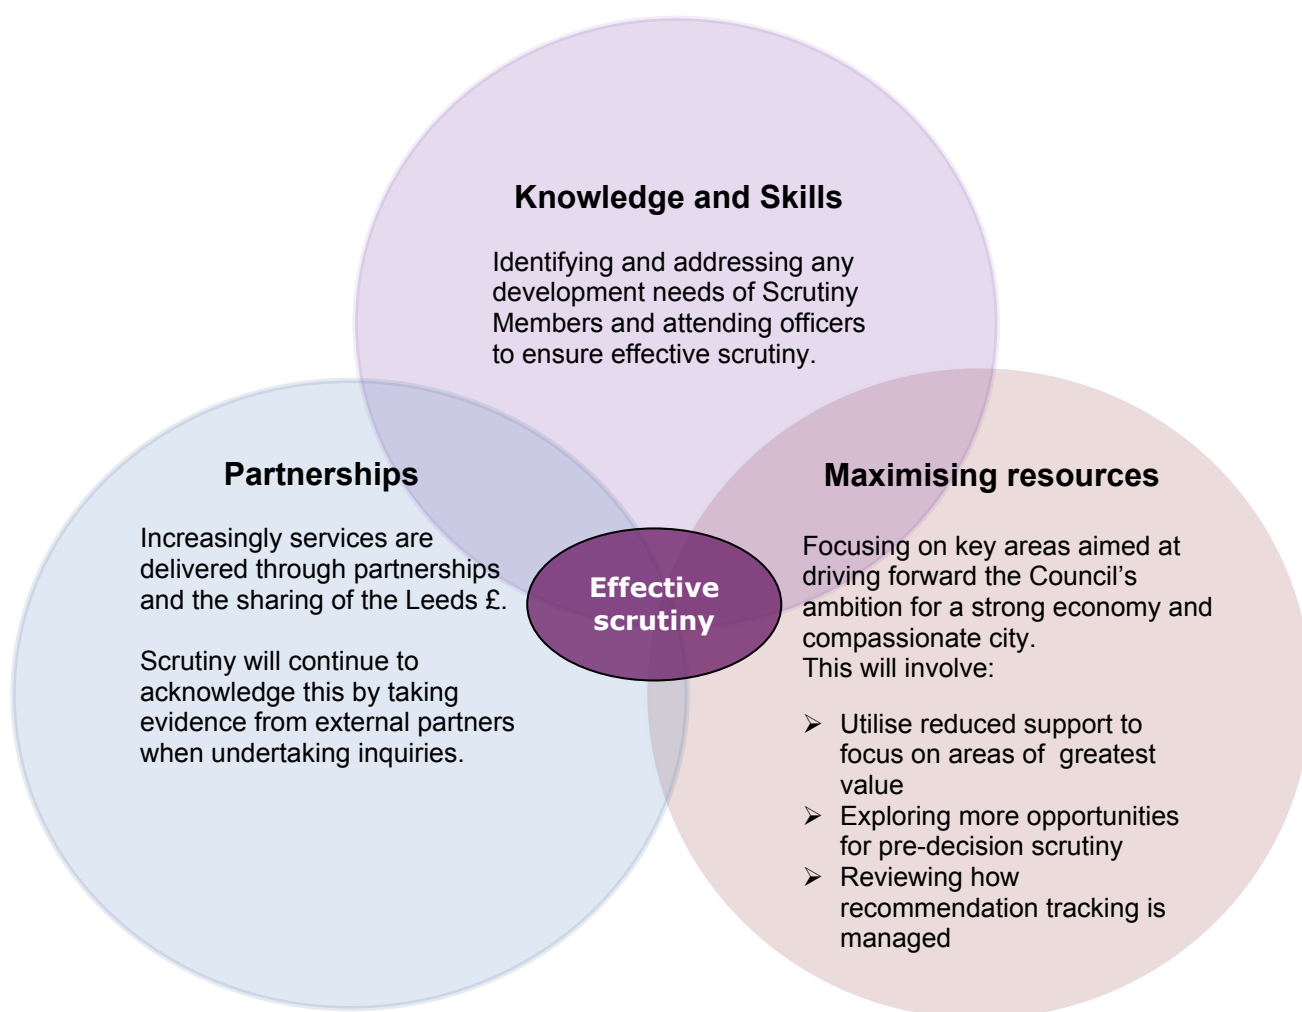 Knowledge and Skills
Identifying and addressing any
development needs of Scrutiny
Members and attending officers
to ensure effective scrutiny.
Partnerships
Increasingly services are
delivered through partnerships
and the sharing of the Leeds £.
Scrutiny will continue to
acknowledge this by taking
evidence from external partners
when undertaking inquiries.
Effective
scrutiny
Maximising resources
Focusing on key areas aimed at
driving forward the Council’s
ambition for a strong economy and
compassionate city.
This will involve:
➢ Utilise reduced support to
focus on areas of  greatest
value
➢ Exploring more opportunities
for pre-decision scrutiny
➢ Reviewing how
recommendation tracking is
managed